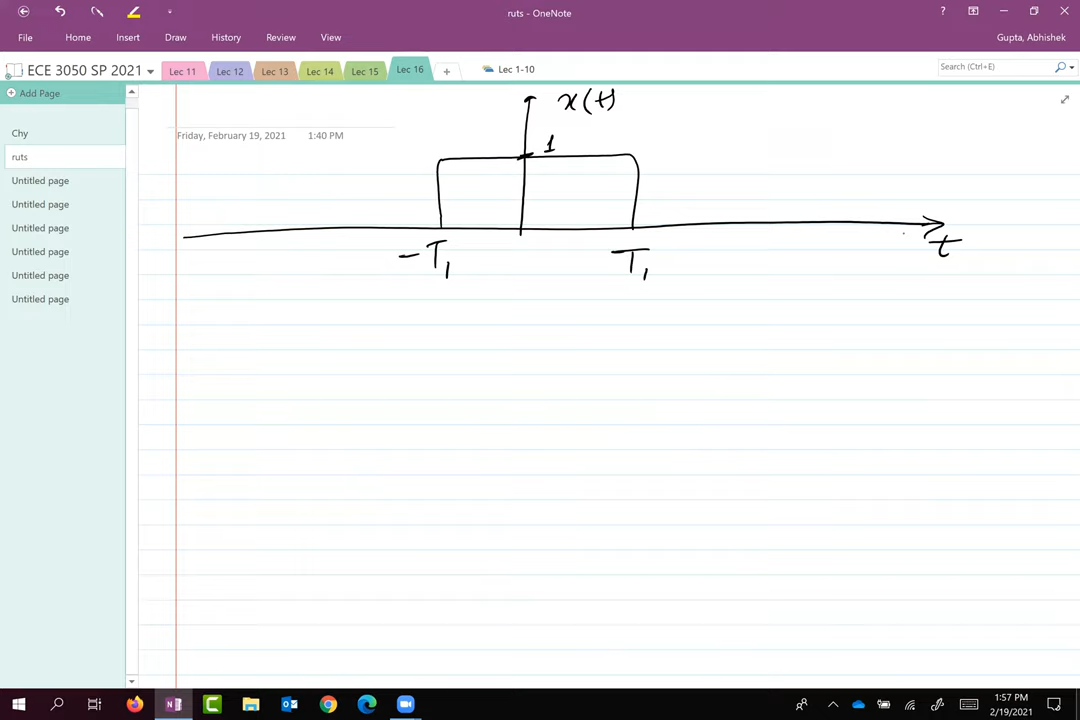 ruts - OneNote
?
File Home Insert Draw History Review View
Gupta, Abhishek
ECE 3050 SP 2021
Lec 11 Lec 12 Lec 13 Lec 14 Lec 15 Lec 16 + Lec 1-10
Search (Ctrl+E)
Add Page
x(t)
Friday, February 19, 2021 1:40 PM
Chy
1
ruts
Untitled page
Untitled page
Untitled page
Untitled page
Untitled page
Untitled page
-T1
T1
t
1:57 PM
2/19/2021